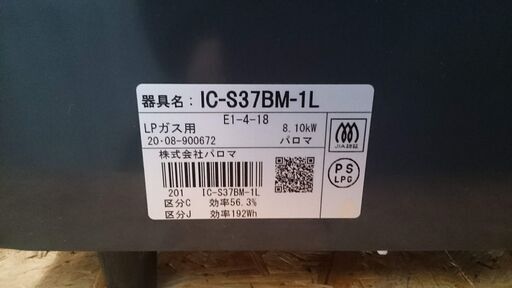 器具名： IC-S37BM-1L
E1-4-18
LPガス用 8.10kW
20·08-900672 パロマ
株式会社パロマ
201 IC-S37BM-1L
区分C 効率56.3%
区分J 効率192Wh
JIA認証
PS
LPG